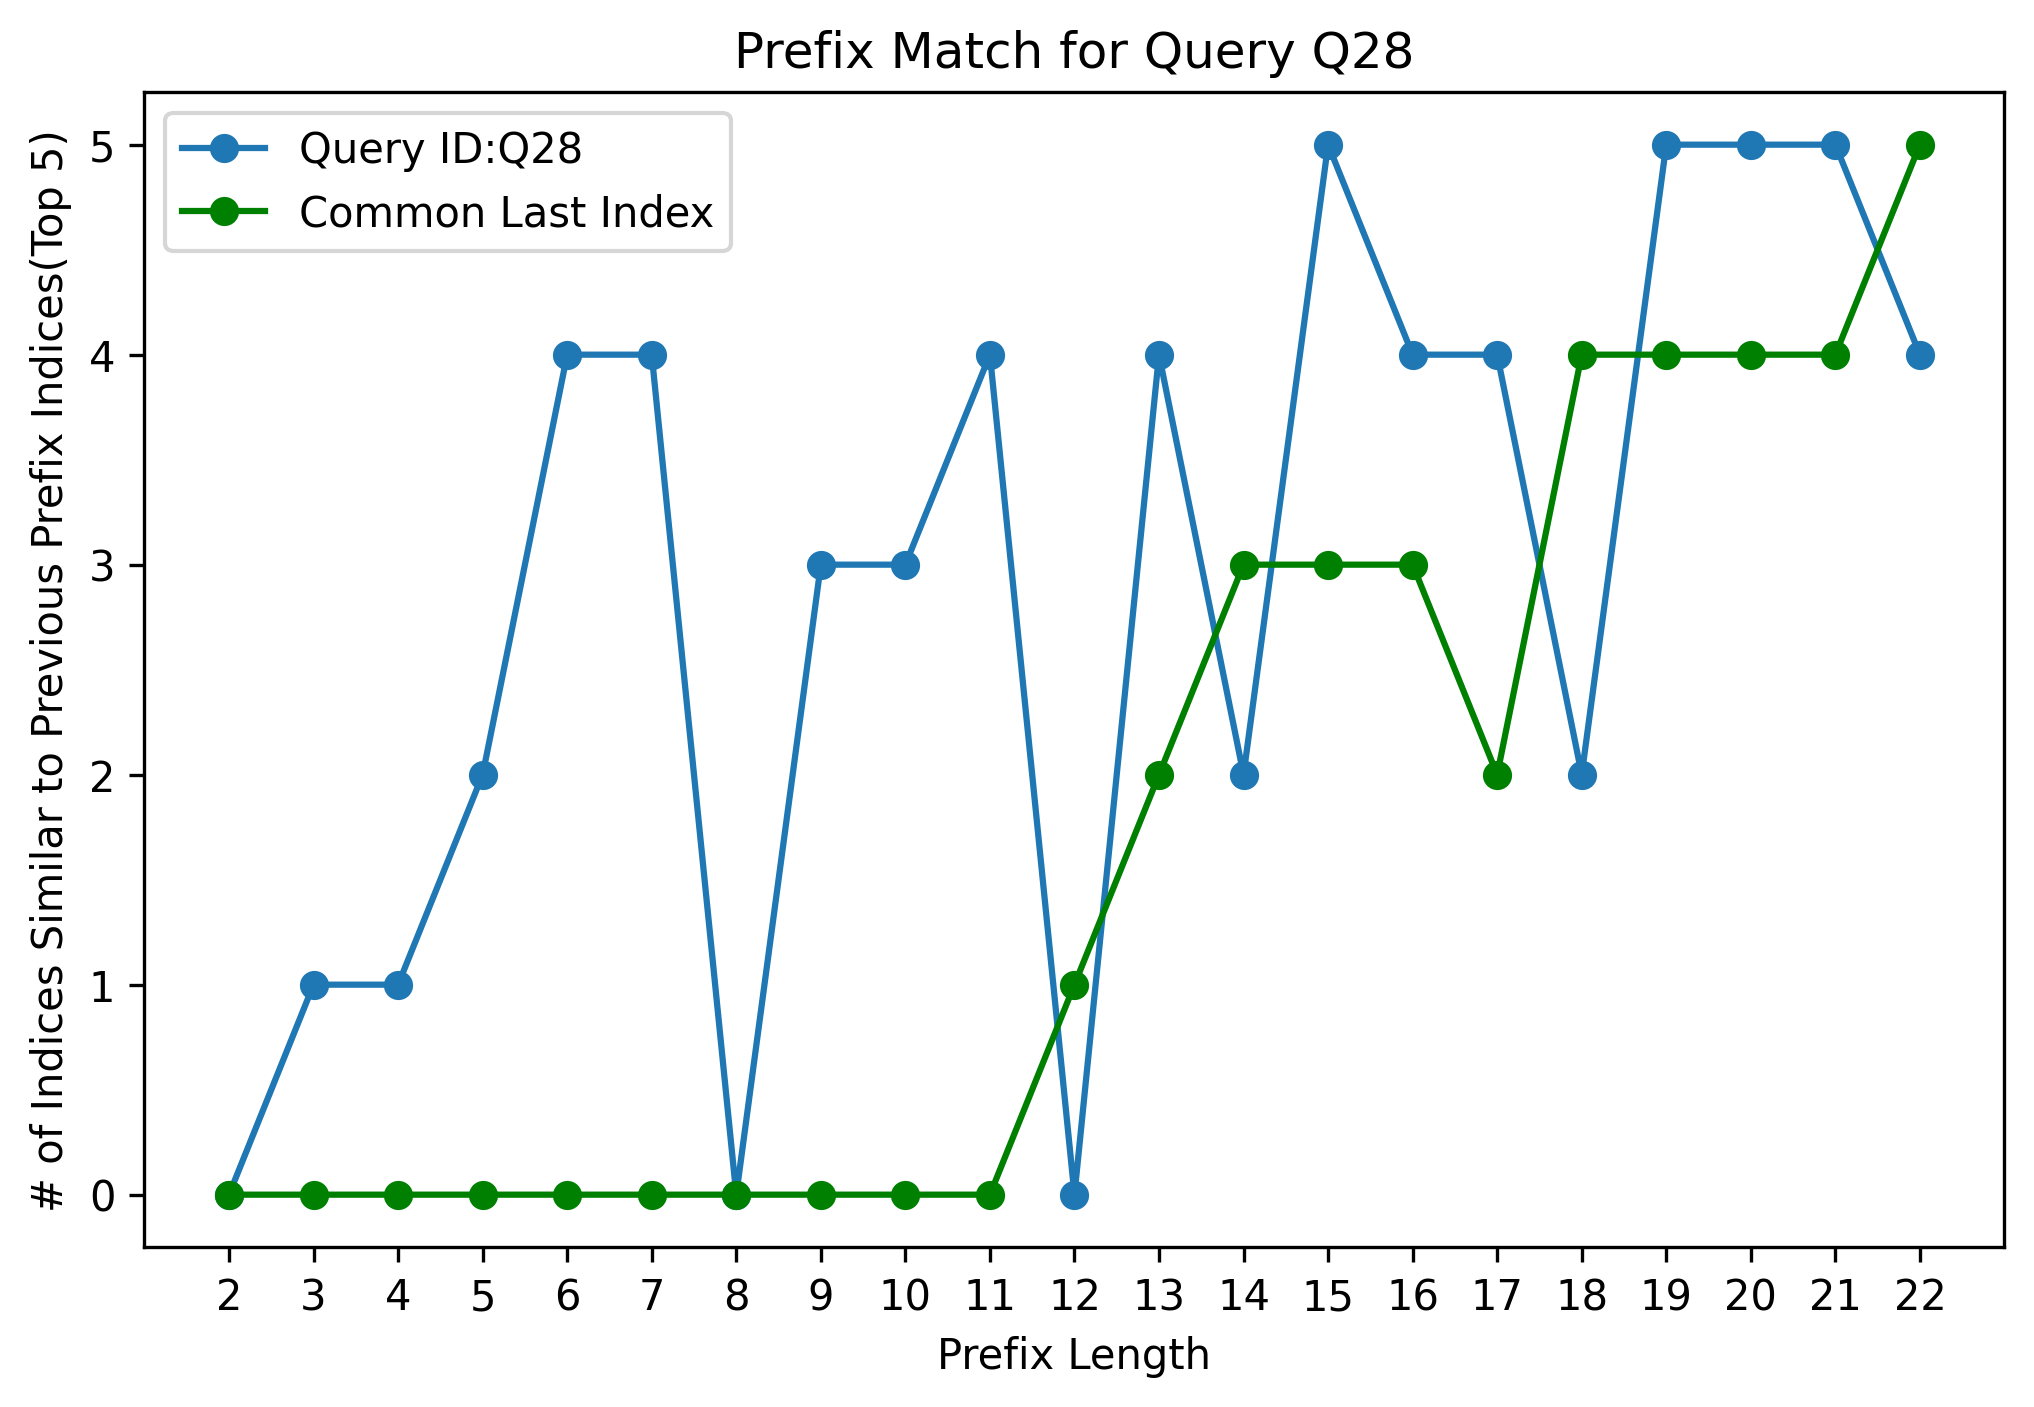 Prefix Match for Query Q28
Query ID:Q28
Common Last Index
# of Indices Similar to Previous Prefix Indices(Top 5)
5
4
3
2
1
0
2 3 4 5 6 7 8 9 10 11 12 13 14 15 16 17 18 19 20 21 22
Prefix Length